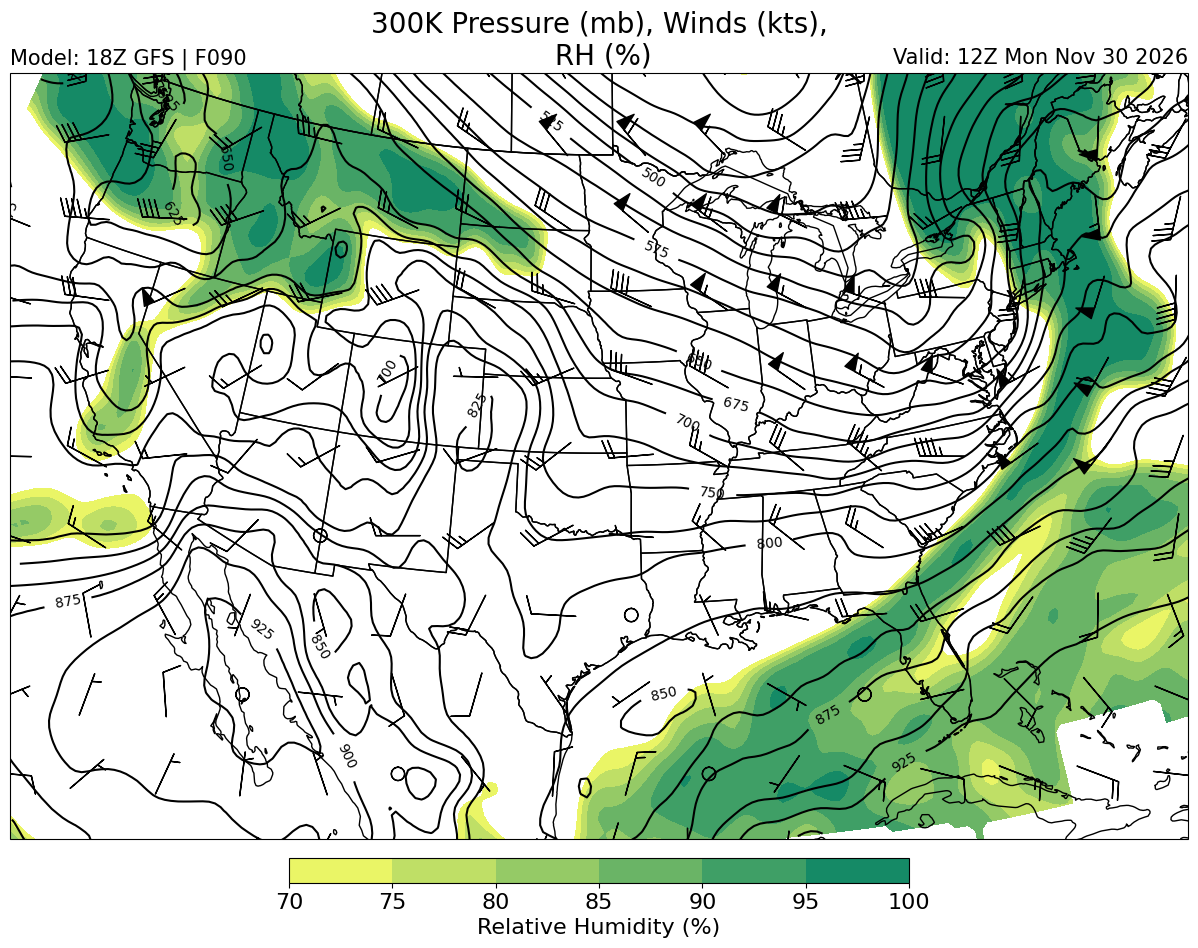 300K Pressure (mb), Winds (kts),
RH (%)
Model: 18Z GFS | F090
Valid: 12Z Mon Nov 30 2026
500
575
625
650
675
700
700
750
800
825
850
850
875
875
900
925
925
70 75 80 85 90 95 100
Relative Humidity (%)